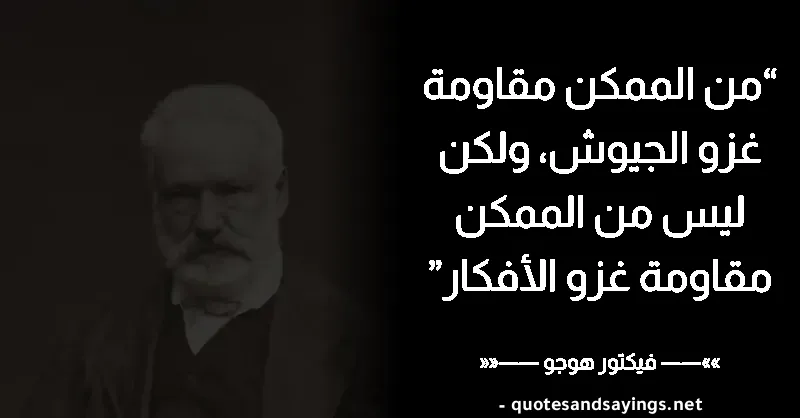 “من الممكن مقاومة
غزو الجيوش، ولكن
ليس من الممكن
مقاومة غزو الأفكار”
»»—— فيكتور هوجو ——««
- quotesandsayings.net